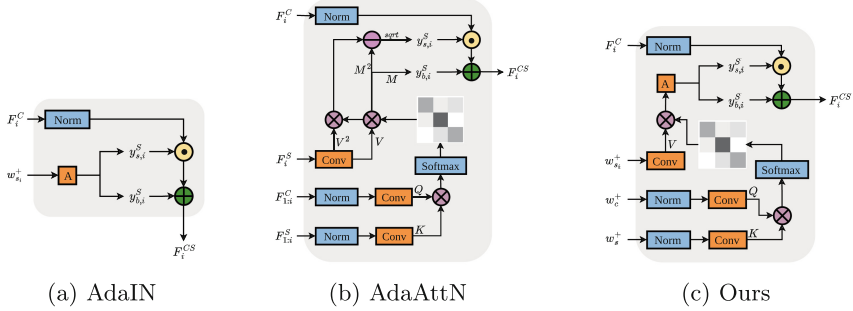 F_i^C
Norm
w_{s_i}^+
A
y_{s,i}^S
y_{b,i}^S
F_i^{CS}
(a) AdaIN
F_i^C
Norm
sqrt
y_{s,i}^S
M^2
M
y_{b,i}^S
F_i^{CS}
V^2
V
F_i^S
Conv
Softmax
F_{1:i}^C
Norm
Conv
Q
F_{1:i}^S
Norm
Conv
K
(b) AdaAttN
F_i^C
Norm
y_{s,i}^S
A
y_{b,i}^S
F_i^{CS}
V
w_{s_i}^+
Conv
Softmax
w_c^+
Norm
Conv
Q
w_s^+
Norm
Conv
K
(c) Ours